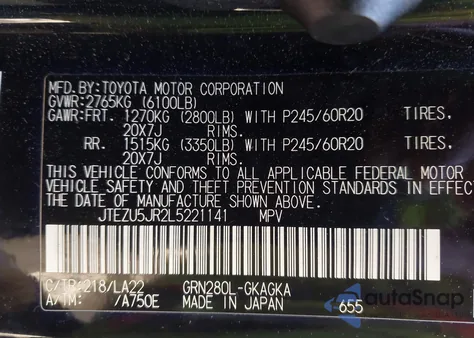 MFD.BY:TOYOTA MOTOR CORPORATION
GVWR:2765KG (6100LB)
GAWR:FRT. 1270KG (2800LB) WITH P245/60R20 TIRES,
20X7J RIMS.
RR. 1515KG (3350LB) WITH P245/60R20 TIRES,
20X7J RIMS.
THIS VEHICLE CONFORMS TO ALL APPLICABLE FEDERAL MOTOR
VEHICLE SAFETY AND THEFT PREVENTION STANDARDS IN EFFEC
THE DATE OF MANUFACTURE SHOWN ABOVE.
JTEZU5JR2L5221141 MPV
C/TR:218/LA22 GRN280L-GKAGKA
A/TM: /A750E MADE IN JAPAN 655
autaSnap